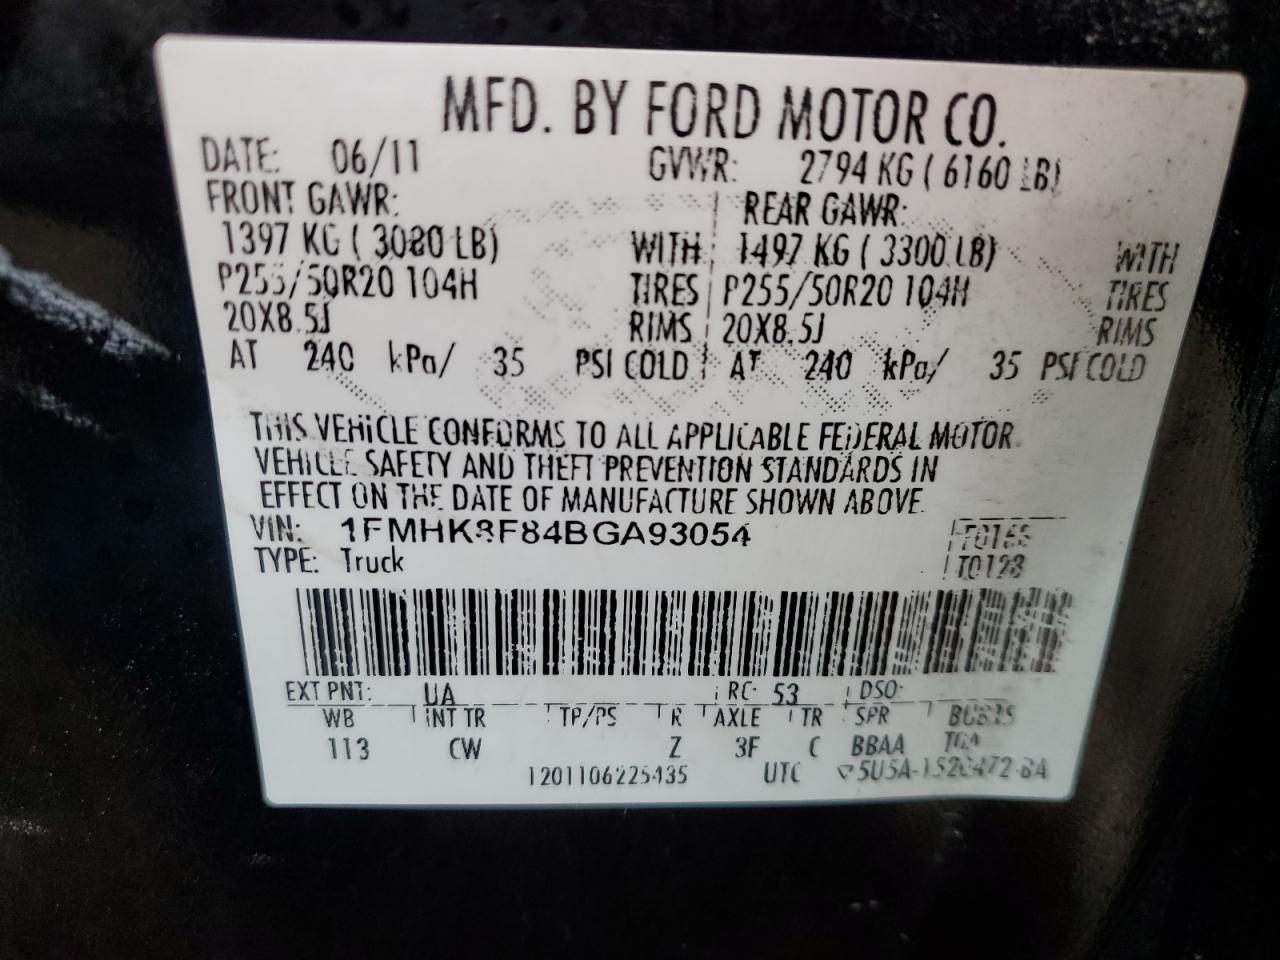 MFD. BY FORD MOTOR CO.
DATE: 06/11 GVWR: 2794 KG ( 6160 LB)
FRONT GAWR: REAR GAWR:
1397 KG ( 3080 LB) WITH 1497 KG ( 3300 LB) WITH
P255/50R20 104H TIRES P255/50R20 104H TIRES
20X8.5J RIMS 20X8.5J RIMS
AT 240 kPa/ 35 PSI COLD AT 240 kPa/ 35 PSI COLD
THIS VEHICLE CONFORMS TO ALL APPLICABLE FEDERAL MOTOR
VEHICLE SAFETY AND THEFT PREVENTION STANDARDS IN
EFFECT ON THE DATE OF MANUFACTURE SHOWN ABOVE.
VIN: 1FMHK8F84BGA93054
TYPE: Truck T0128
EXT PNT: UA RC: 53 DSO:
WB INT TR TP/PS R AXLE TR SPR
113 CW Z 3F C BBAA
1201106225435 UTC